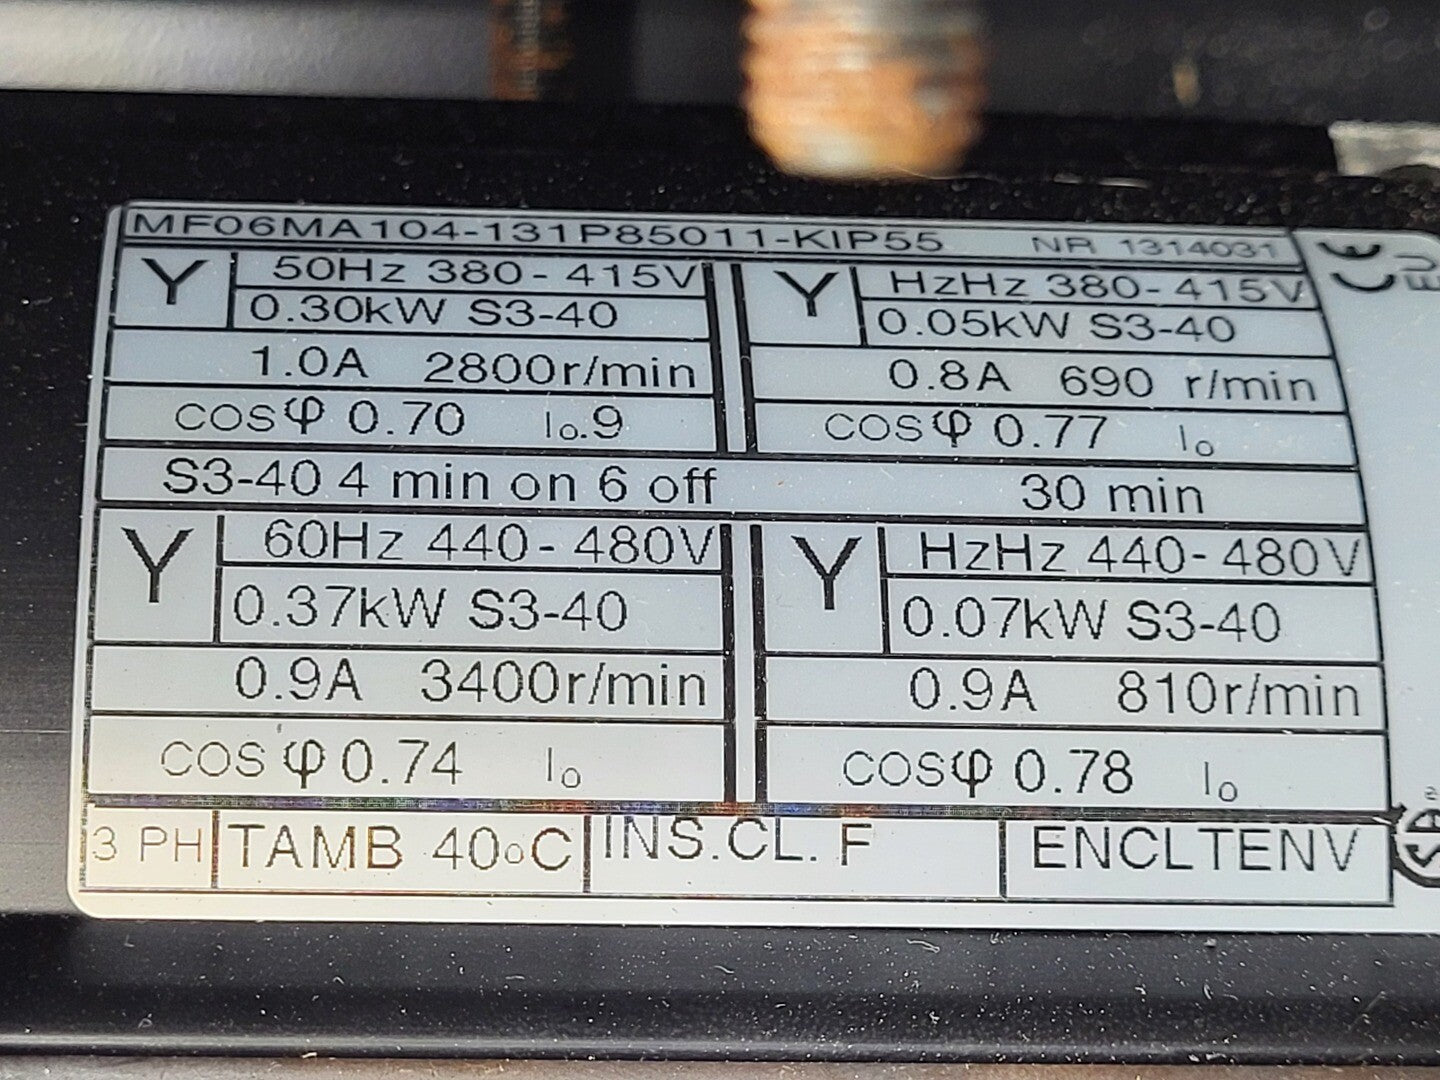 MF06MA104-131P85011-KIP55 NR 1314031
Y 50Hz 380-415V
0.30kW S3-40
1.0A 2800r/min
cosφ 0.70 Io.9
Y HzHz 380-415V
0.05kW S3-40
0.8A 690 r/min
cosφ 0.77 Io
CE
S3-40 4 min on 6 off 30 min
Y 60Hz 440-480V
0.37kW S3-40
0.9A 3400r/min
cosφ 0.74 Io
Y HzHz 440-480V
0.07kW S3-40
0.9A 810r/min
cosφ 0.78 Io
3 PH TAMB 40°C INS.CL. F ENCLTENV